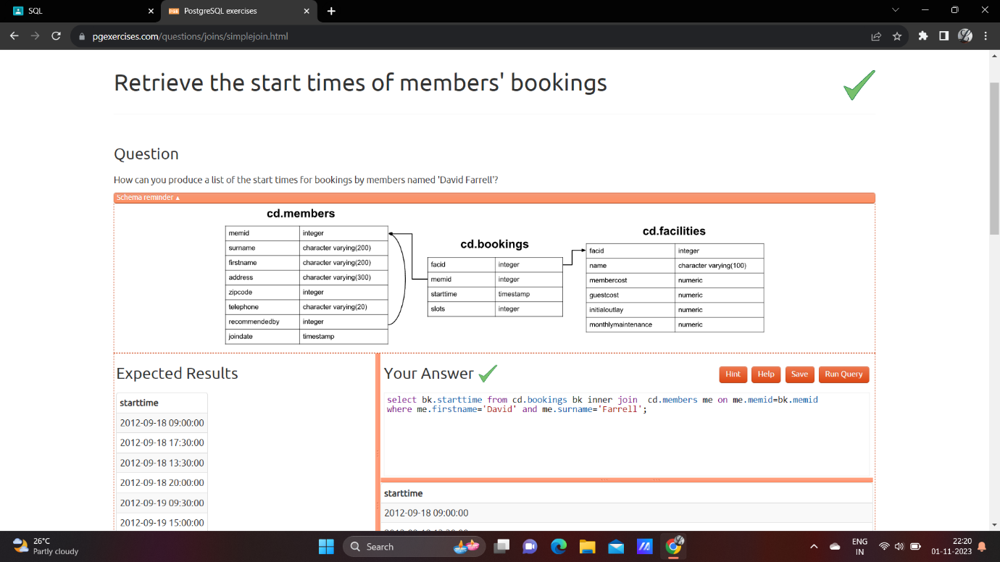 SQL
PGE PostgreSQL exercises
pgexercises.com/questions/joins/simplejoin.html
Retrieve the start times of members' bookings
Question
How can you produce a list of the start times for bookings by members named 'David Farrell'?
Schema reminder ▴
cd.members
memid integer
surname character varying(200)
firstname character varying(200)
address character varying(300)
zipcode integer
telephone character varying(20)
recommendedby integer
joindate timestamp
cd.bookings
facid integer
memid integer
starttime timestamp
slots integer
cd.facilities
facid integer
name character varying(100)
membercost numeric
guestcost numeric
initialoutlay numeric
monthlymaintenance numeric
Expected Results
starttime
2012-09-18 09:00:00
2012-09-18 17:30:00
2012-09-18 13:30:00
2012-09-18 20:00:00
2012-09-19 09:30:00
2012-09-19 15:00:00
Your Answer
Hint Help Save Run Query
select bk.starttime from cd.bookings bk inner join  cd.members me on me.memid=bk.memid
where me.firstname='David' and me.surname='Farrell';
starttime
2012-09-18 09:00:00
26°C
Partly cloudy
Search
ENG
IN
22:20
01-11-2023